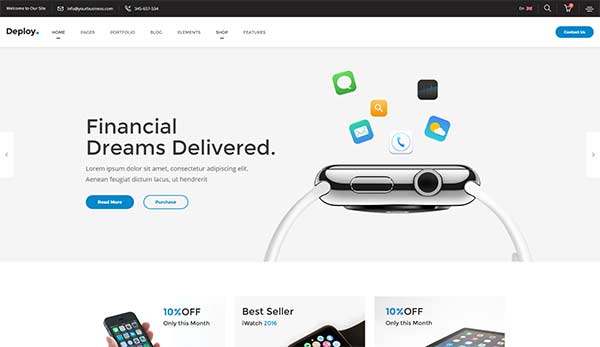 Welcome to Our Site
info@yourbusiness.com
345-657-534
En
Deploy.
HOME
PAGES
PORTFOLIO
BLOG
ELEMENTS
SHOP
FEATURES
Contact Us
Financial
Dreams Delivered.
Lorem ipsum dolor sit amet, consectetur adipiscing elit.
Aenean feugiat dictum lacus, ut hendrerit
Read More
Purchase
10%OFF
Only this Month
Best Seller
iWatch 2016
10%OFF
Only this Month